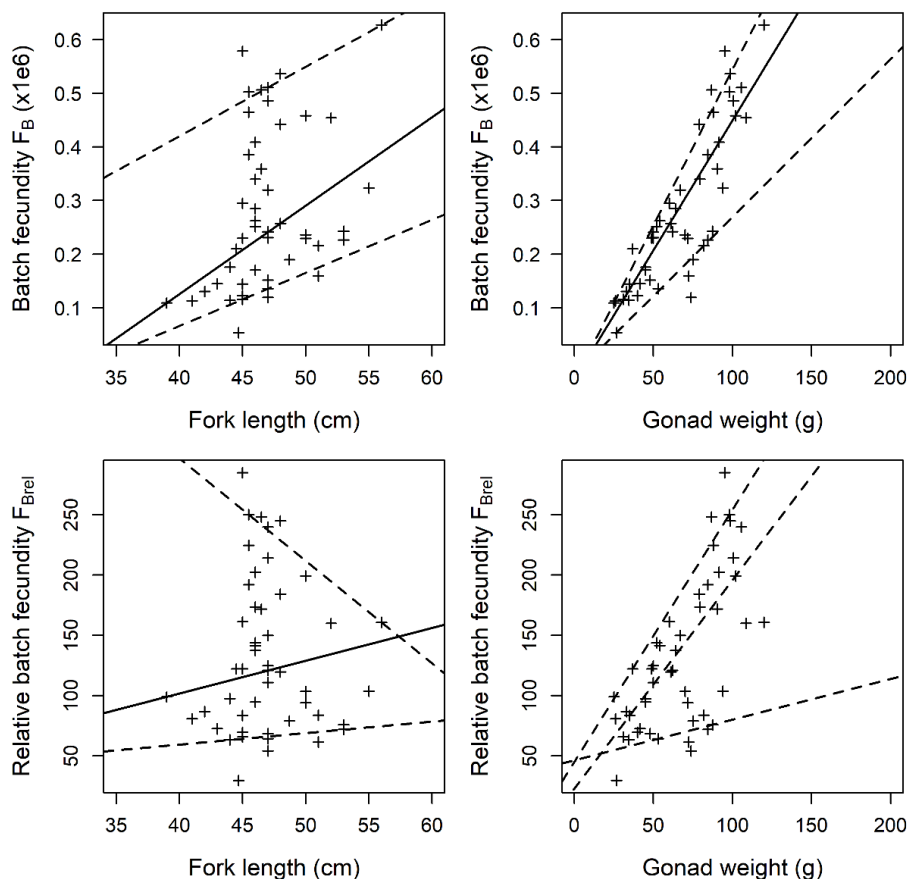 Batch fecundity F_B (x1e6)
0.6
0.5
0.4
0.3
0.2
0.1
35 40 45 50 55 60
Fork length (cm)
Batch fecundity F_B (x1e6)
0.6
0.5
0.4
0.3
0.2
0.1
0 50 100 150 200
Gonad weight (g)
Relative batch fecundity F_Brel
250
200
150
100
50
35 40 45 50 55 60
Fork length (cm)
Relative batch fecundity F_Brel
250
200
150
100
50
0 50 100 150 200
Gonad weight (g)